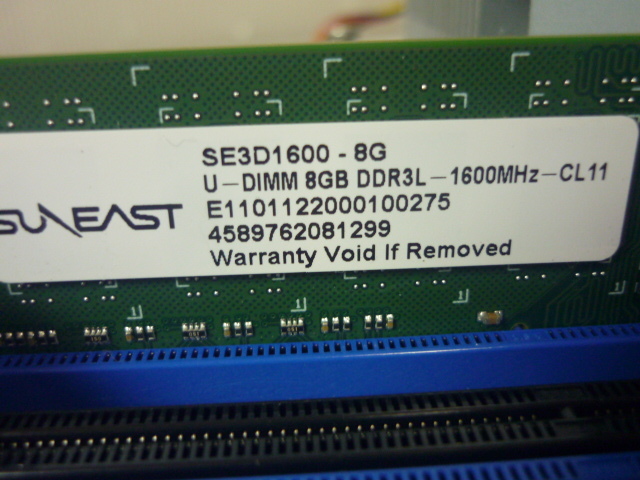 SE3D1600 - 8G
U-DIMM 8GB DDR3L-1600MHz-CL11
SUNEAST
E1101122000100275
4589762081299
Warranty Void If Removed